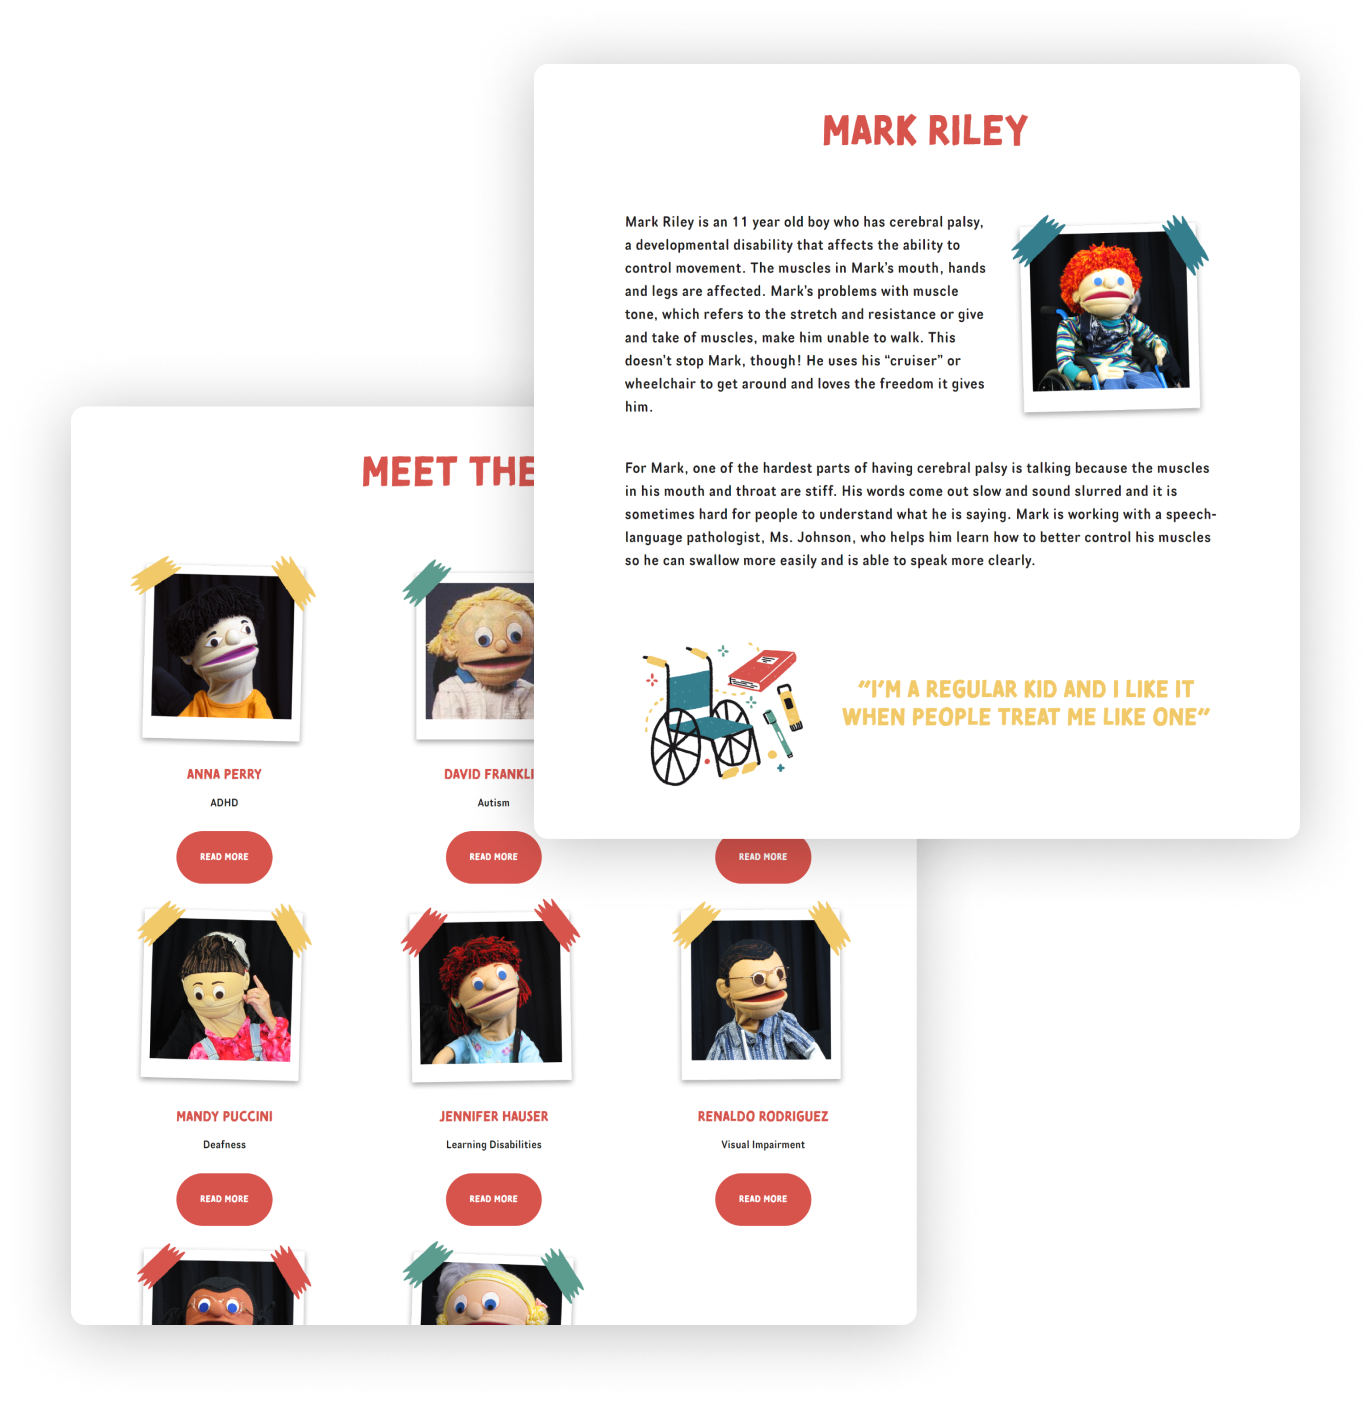 MARK RILEY
Mark Riley is an 11 year old boy who has cerebral palsy,
a developmental disability that affects the ability to
control movement. The muscles in Mark's mouth, hands
and legs are affected. Mark's problems with muscle
tone, which refers to the stretch and resistance or give
and take of muscles, make him unable to walk. This
doesn't stop Mark, though! He uses his “cruiser” or
wheelchair to get around and loves the freedom it gives
him.
For Mark, one of the hardest parts of having cerebral palsy is talking because the muscles
in his mouth and throat are stiff. His words come out slow and sound slurred and it is
sometimes hard for people to understand what he is saying. Mark is working with a speech-
language pathologist, Ms. Johnson, who helps him learn how to better control his muscles
so he can swallow more easily and is able to speak more clearly.
“I'M A REGULAR KID AND I LIKE IT
WHEN PEOPLE TREAT ME LIKE ONE”
MEET THE
ANNA PERRY
ADHD
READ MORE
DAVID FRANKLI
Autism
READ MORE
READ MORE
MANDY PUCCINI
Deafness
READ MORE
JENNIFER HAUSER
Learning Disabilities
READ MORE
RENALDO RODRIGUEZ
Visual Impairment
READ MORE